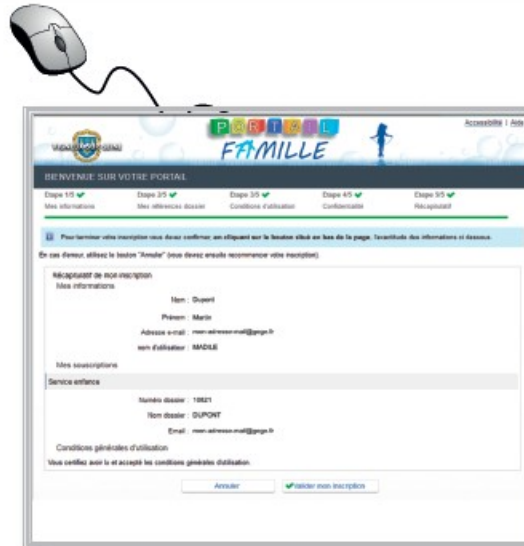 PORTAIL
FAMILLE
Accessibilité | Aide
BIENVENUE SUR VOTRE PORTAIL
Etape 1/5 Etape 2/5 Etape 3/5 Etape 4/5 Etape 5/5
Mes informations Mes références dossier Conditions d'utilisation Confidentialité Récapitulatif
Pour terminer votre inscription vous devez confirmer, en cliquant sur le bouton situé en bas de la page, l'exactitude des informations ci dessous.
En cas d'erreur, utilisez le bouton "Annuler" (vous devrez ensuite recommencer votre inscription).
Récapitulatif de mon inscription
Mes informations
Nom : Dupont
Prénom : Martin
Adresse e-mail : mon-adresse-mail@gogo.fr
nom d'utilisateur : MADILE
Mes souscriptions
Service enfance
Numéro dossier : 10021
Nom dossier : DUPONT
Email : mon-adresse-mail@gogo.fr
Conditions générales d'utilisation
Vous certifiez avoir lu et accepté les conditions générales d'utilisation.
Annuler Valider mon inscription